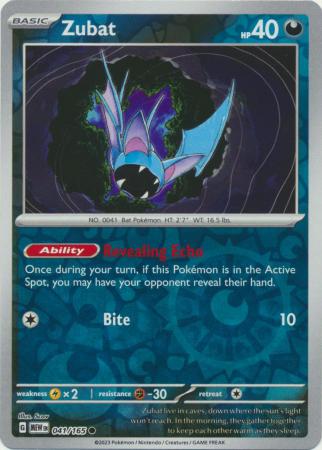 BASIC
Zubat
HP40
NO. 0041 Bat Pokémon HT: 2'7" WT: 16.5 lbs.
Ability Revealing Echo
Once during your turn, if this Pokémon is in the Active
Spot, you may have your opponent reveal their hand.
Bite 10
weakness ×2 resistance -30 retreat
Illus. Scav
G MEW EN 041/165
Zubat live in caves, down where the sun's light won't
reach. In the morning, they gather together
to keep each other warm as they sleep.
©2023 Pokémon / Nintendo / Creatures / GAME FREAK